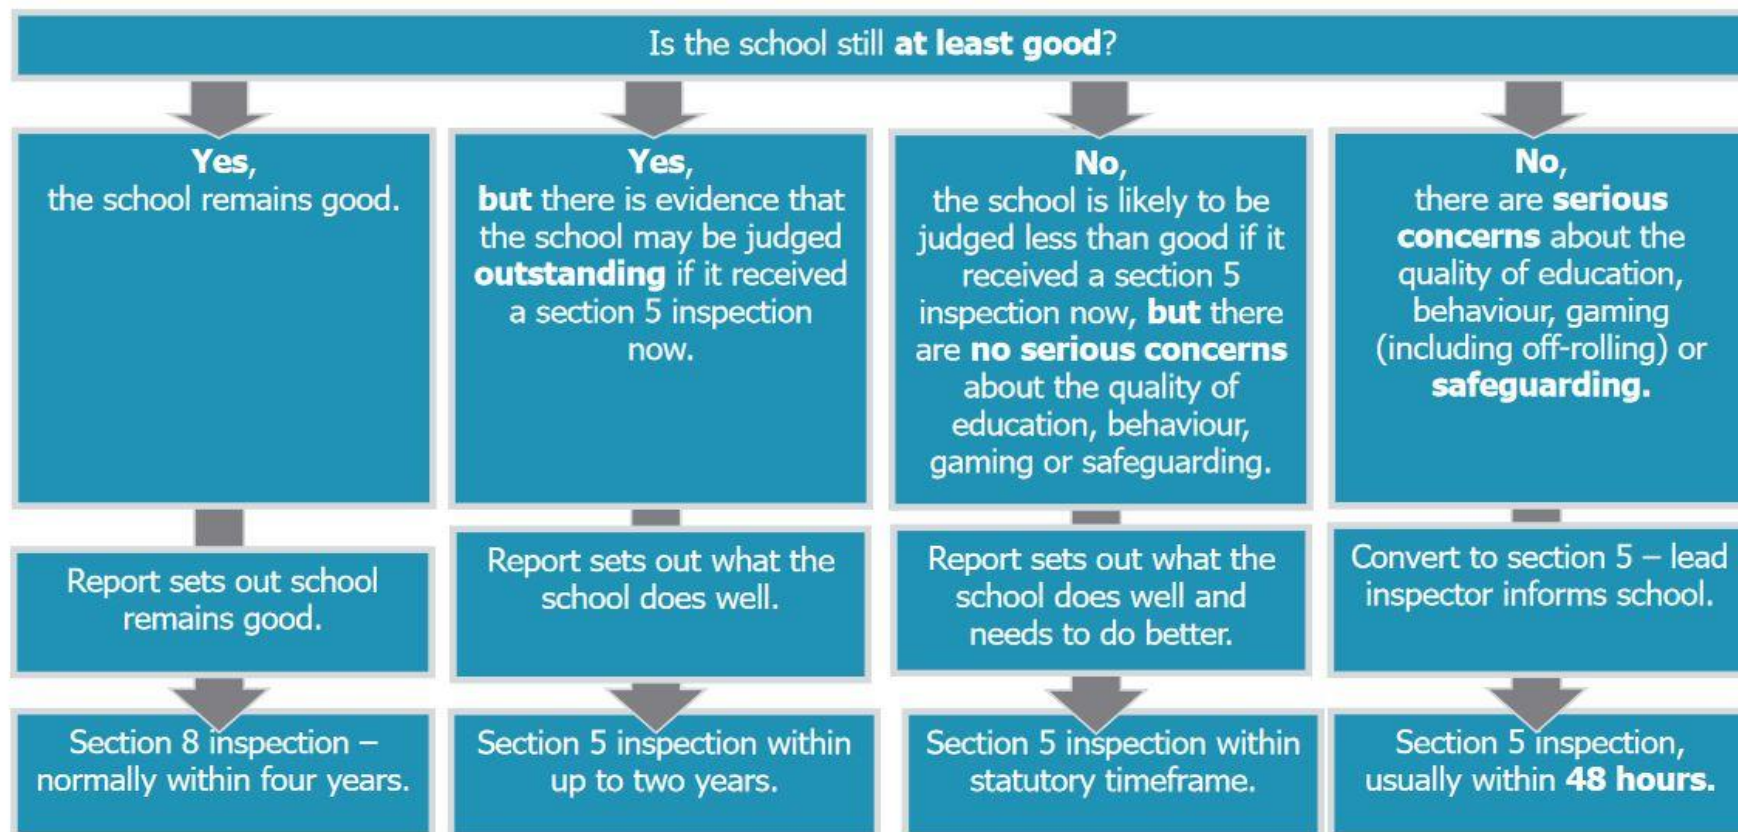 Is the school still at least good?
Yes,
the school remains good.
Yes,
but there is evidence that
the school may be judged
outstanding if it received
a section 5 inspection
now.
No,
the school is likely to be
judged less than good if it
received a section 5
inspection now, but there
are no serious concerns
about the quality of
education, behaviour,
gaming or safeguarding.
No,
there are serious
concerns about the
quality of education,
behaviour, gaming
(including off-rolling) or
safeguarding.
Report sets out school
remains good.
Report sets out what the
school does well.
Report sets out what the
school does well and
needs to do better.
Convert to section 5 – lead
inspector informs school.
Section 8 inspection –
normally within four years.
Section 5 inspection within
up to two years.
Section 5 inspection within
statutory timeframe.
Section 5 inspection,
usually within 48 hours.